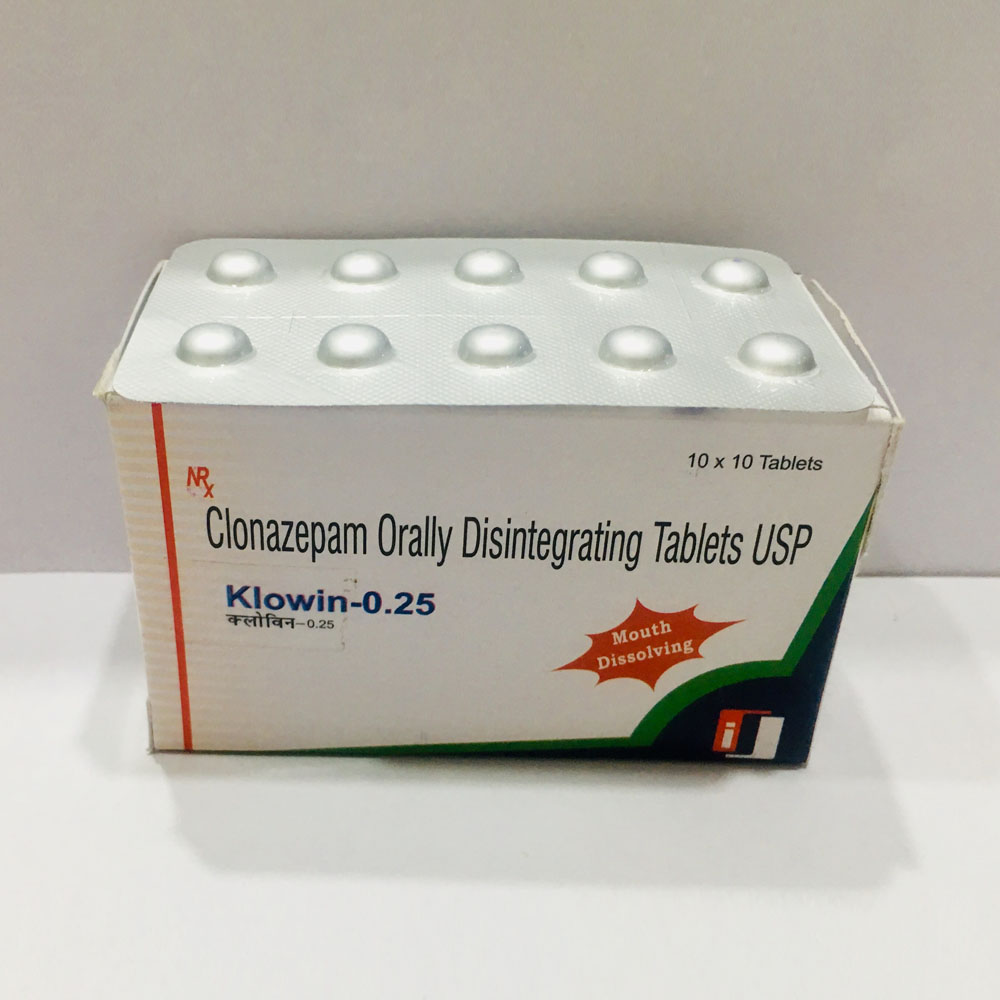 10 x 10 Tablets
NRx
Clonazepam Orally Disintegrating Tablets USP
Klowin-0.25
क्लोविन-0.25
Mouth
Dissolving
i